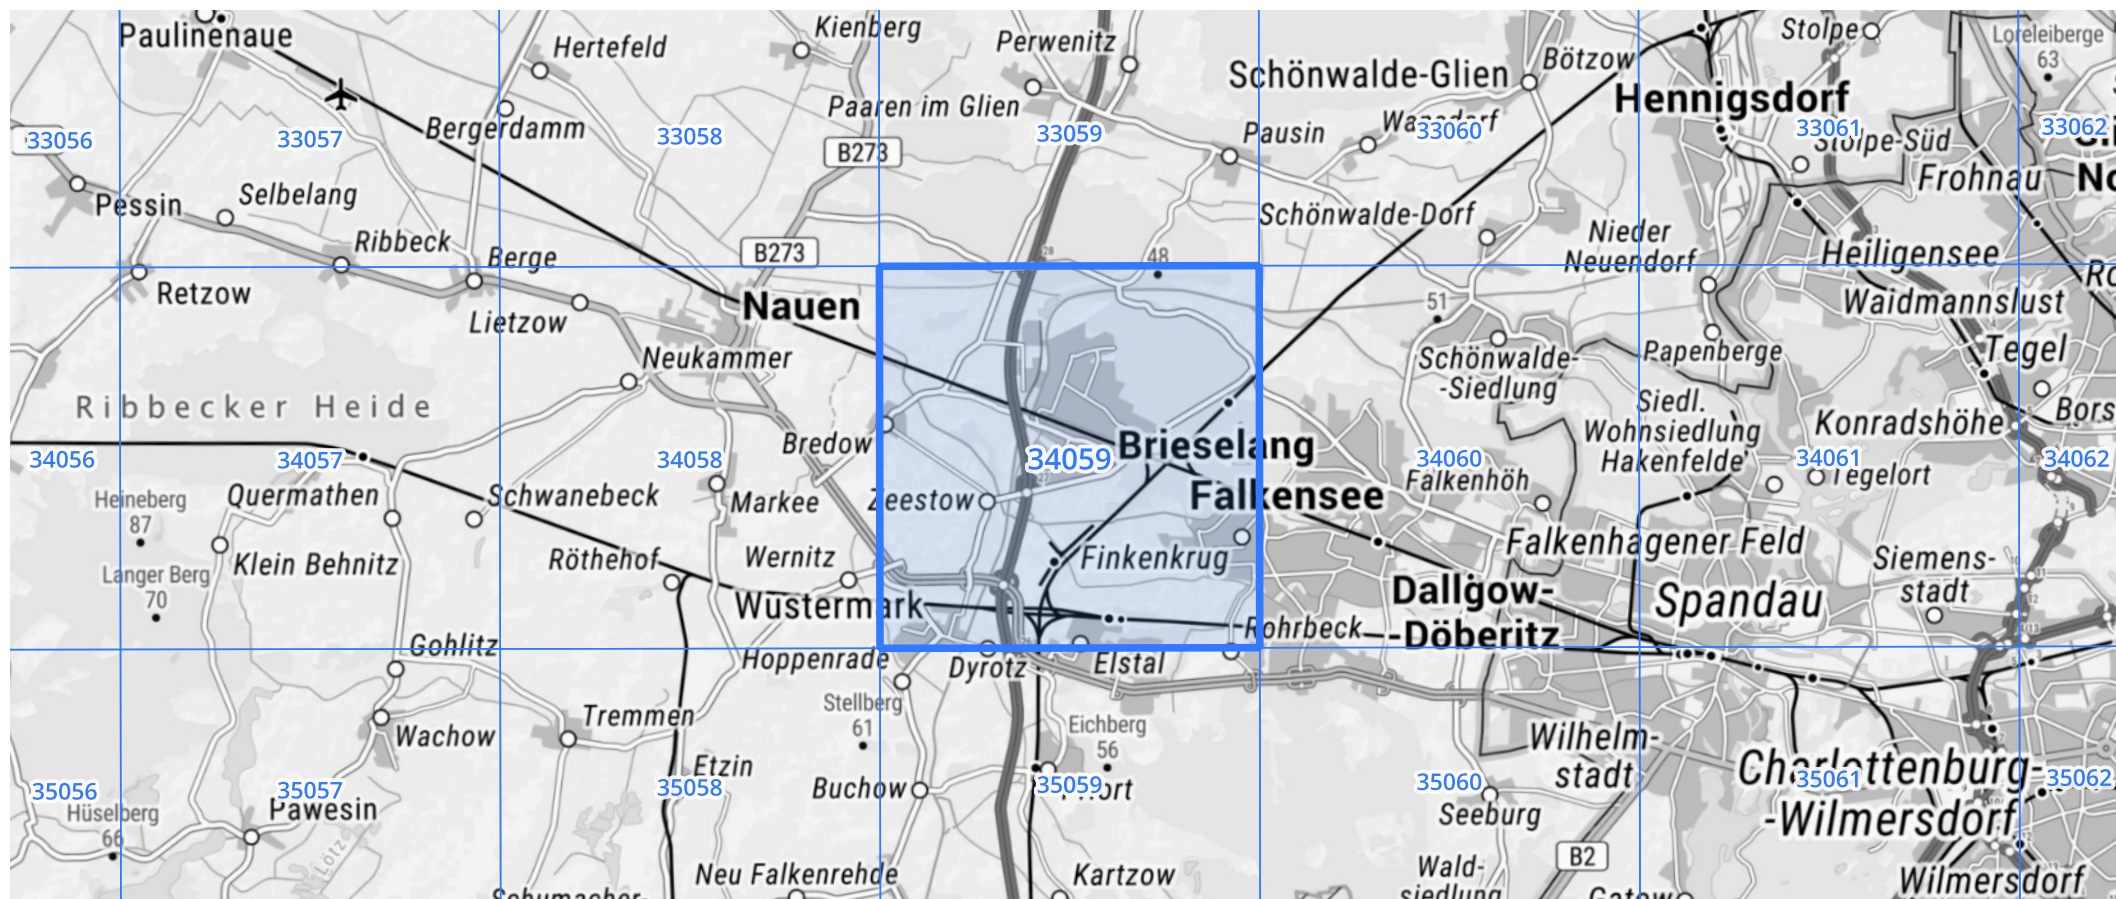 Paulinenaue
Hertefeld
Kienberg
Perwenitz
Bötzow
Stolpe
Loreleiberge
63
Schönwalde-Glien
Hennigsdorf
Paaren im Glien
Bergerdamm
33056
33057
33058
33059
33060
33061
33062
B273
Pausin
Stolpe-Süd
Frohnau
Pessin
Selbelang
Schönwalde-Dorf
Ribbeck
Berge
B273
28
48
Nieder
Neuendorf
Heiligensee
Retzow
Nauen
51
Waidmannslust
Lietzow
Neukammer
Schönwalde-
-Siedlung
Papenberge
Tegel
Ribbecker Heide
Siedl.
Wohnsiedlung
Hakenfelde
Konradshöhe
Bors
Bredow
Brieselang
34056
34057
34058
34059
34060
34061
34062
Heineberg
87
Quermathen
Schwanebeck
Markee
Zeestow
27
Falkensee
Falkenhöh
Tegelort
Klein Behnitz
Langer Berg
70
Röthehof
Wernitz
Finkenkrug
Falkenhagener Feld
Siemens-
stadt
Wustermark
Dallgow-
-Döberitz
Spandau
Rohrbeck
Gohlitz
Hoppenrade
Dyrotz
Elstal
Stellberg
61
Tremmen
Wachow
Eichberg
56
Wilhelm-
stadt
Etzin
Charlottenburg-
-Wilmersdorf
35056
35057
35058
35059
35060
35061
35062
Hüselberg
66
Pawesin
Buchow
Seeburg
B2
Neu Falkenrehde
Kartzow
Wald-
siedlung
Wilmersdorf